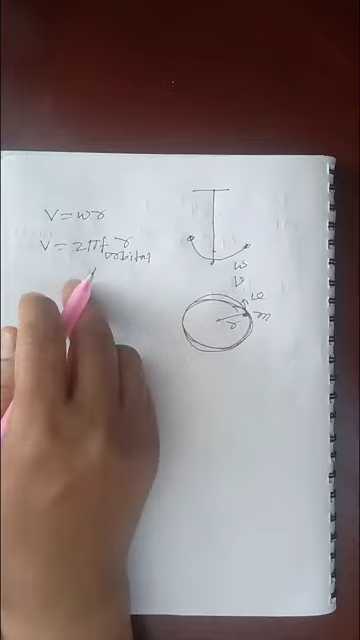 V = ωr
V = 2πf r
orbital
ω
v
r
m